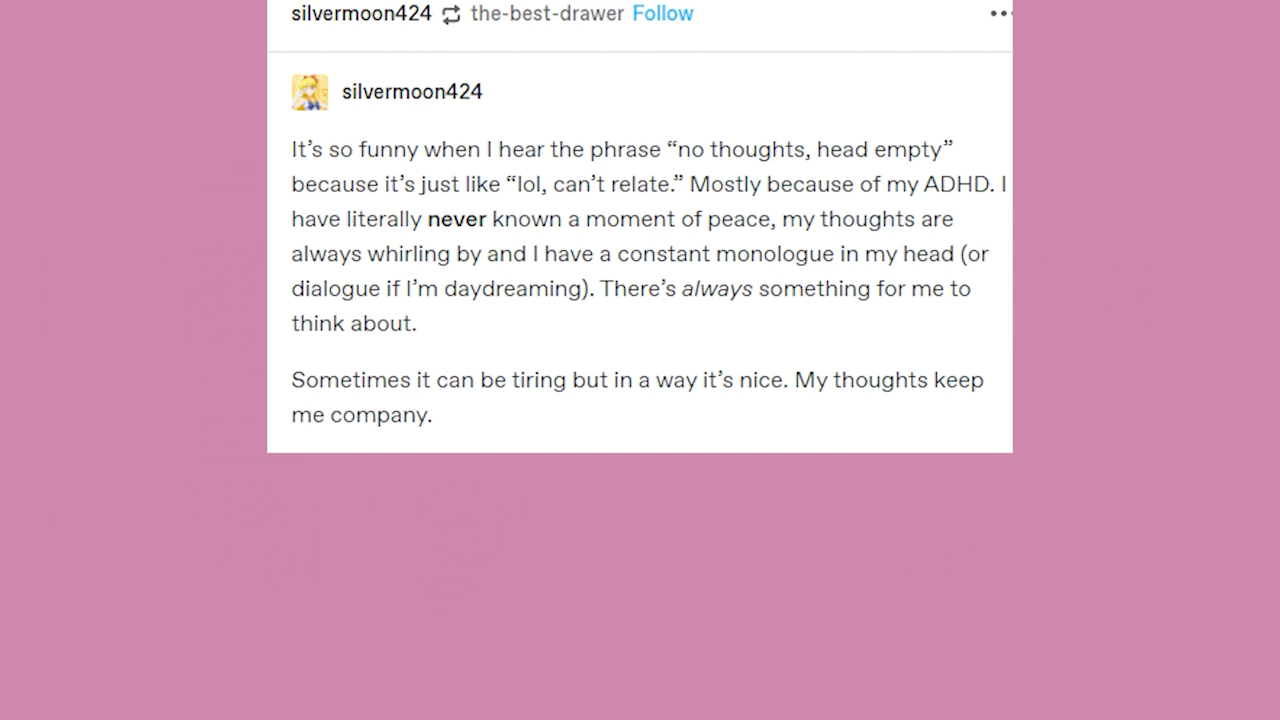 silvermoon424 the-best-drawer Follow
silvermoon424
It’s so funny when I hear the phrase “no thoughts, head empty”
because it’s just like “lol, can’t relate.” Mostly because of my ADHD. I
have literally never known a moment of peace, my thoughts are
always whirling by and I have a constant monologue in my head (or
dialogue if I’m daydreaming). There’s always something for me to
think about.
Sometimes it can be tiring but in a way it’s nice. My thoughts keep
me company.